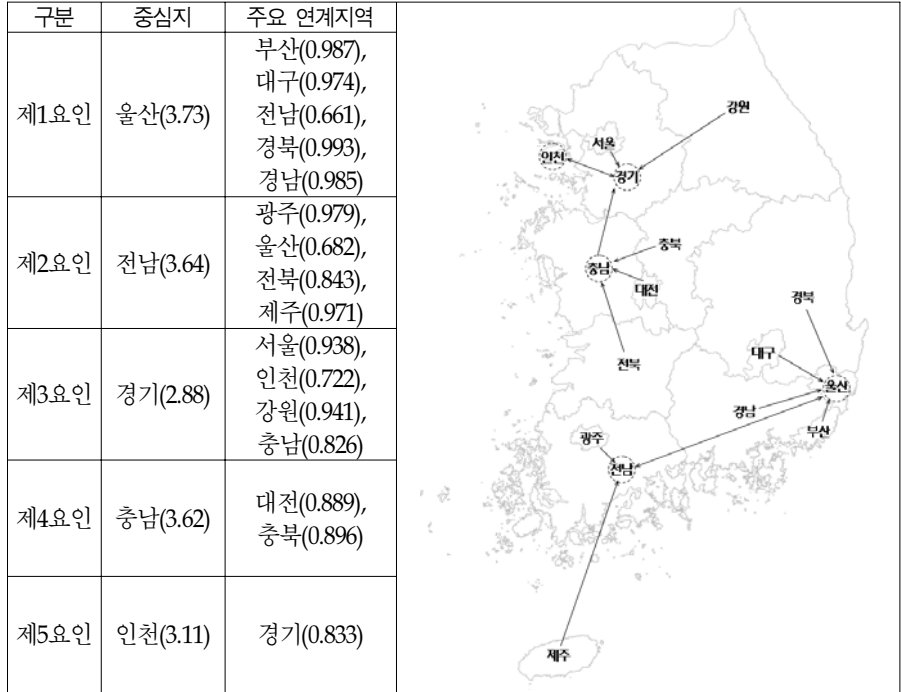 구분 중심지 주요 연계지역
제1요인 울산(3.73) 부산(0.987),
대구(0.974),
전남(0.661),
경북(0.993),
경남(0.985)
제2요인 전남(3.64) 광주(0.979),
울산(0.682),
전북(0.843),
제주(0.971)
제3요인 경기(2.88) 서울(0.938),
인천(0.722),
강원(0.941),
충남(0.826)
제4요인 충남(3.62) 대전(0.889),
충북(0.896)
제5요인 인천(3.11) 경기(0.833)
강원
서울
인천
경기
충북
충남
대전
경북
대구
전북
울산
경남
부산
광주
전남
제주